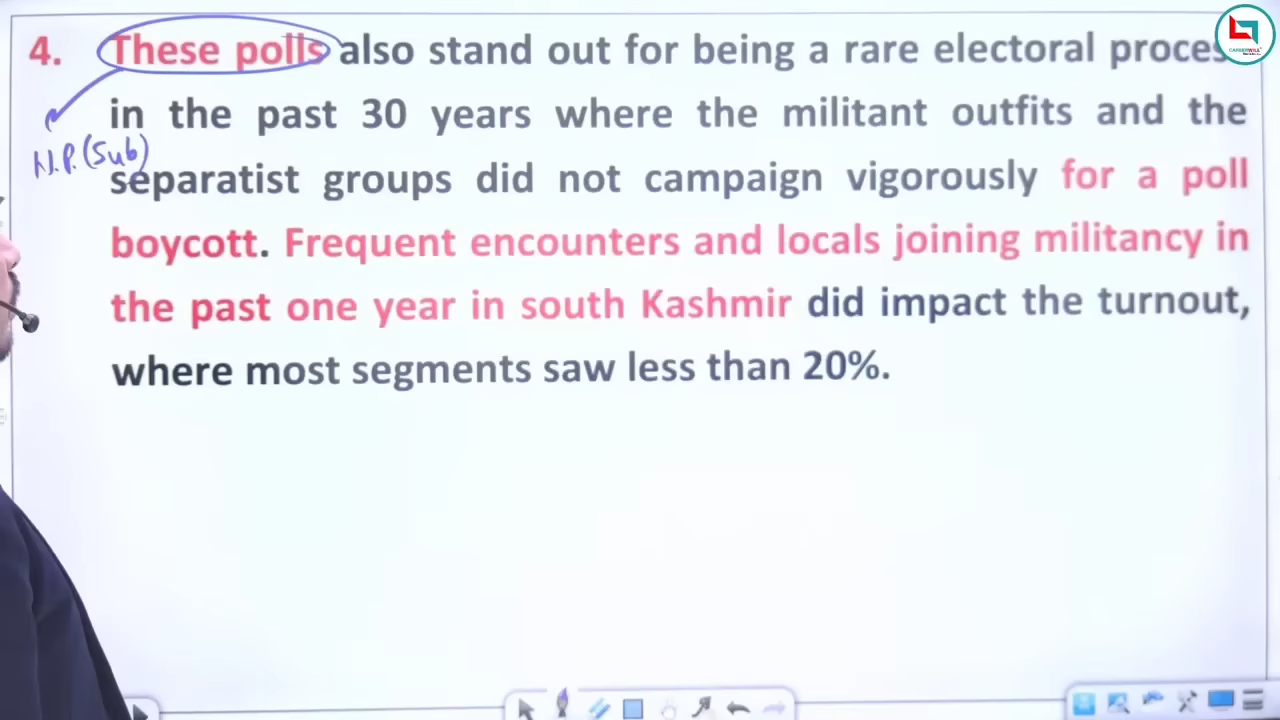 4. These polls also stand out for being a rare electoral proces
in the past 30 years where the militant outfits and the
N.P.(Sub)
separatist groups did not campaign vigorously for a poll
boycott. Frequent encounters and locals joining militancy in
the past one year in south Kashmir did impact the turnout,
where most segments saw less than 20%.
CAREERWILL